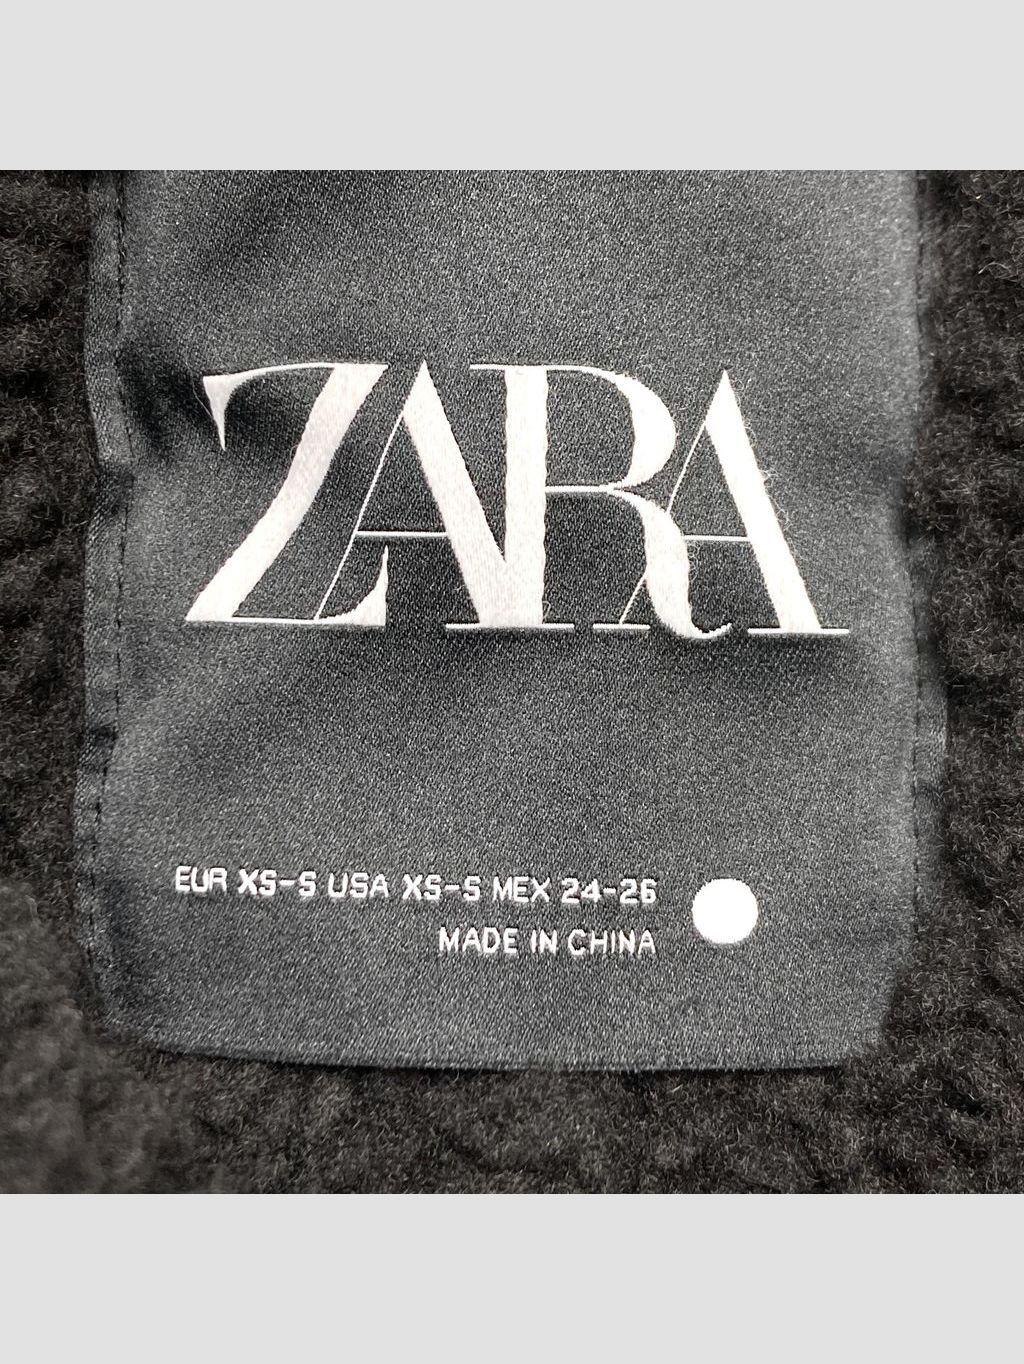 ZARA
EUR XS-S USA XS-S MEX 24-26
MADE IN CHINA